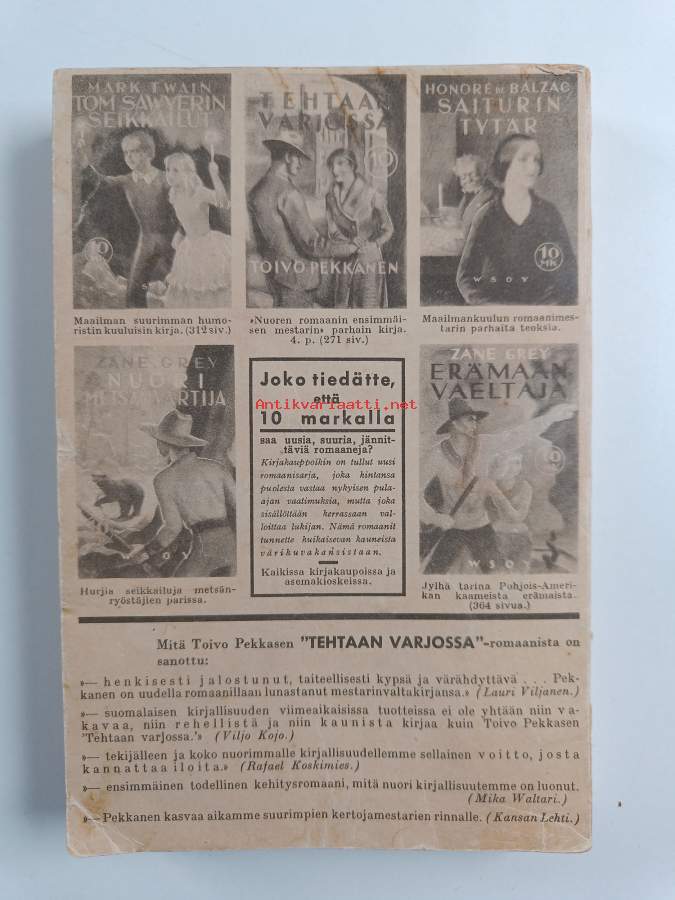 MARK TWAIN
TOM SAWYERIN
SEIKKAILUT
10
WSOY
Maailman suurimman humo-
ristin kuuluisin kirja. (312 siv.)
TEHTAAN
VARJOSSA
10
TOIVO PEKKANEN
»Nuoren romaanin ensimmäi-
sen mestarin» parhain kirja.
4. p. (271 siv.)
HONORÉ DE BALZAC
SAITURIN
TYTÄR
10
MK
WSOY
Maailmankuulun romaanimes-
tarin parhaita teoksia.
ZANE GREY
NUORI
METSÄNVARTIJA
WSOY
Hurjia seikkailuja metsän-
ryöstäjien parissa.
Joko tiedätte,
että
10 markalla
saa uusia, suuria, jännit-
täviä romaaneja?
Kirjakauppoihin on tullut uusi
romaanisarja, joka hintansa
puolesta vastaa nykyisen pula-
ajan vaatimuksia, mutta joka
sisällöltään kerrassaan val-
loittaa lukijan. Nämä romaanit
tunnette huikaisevan kauneista
värikuvakansistaan.
Kaikissa kirjakaupoissa ja
asemakioskeissa.
Antikvariaatti.net
ZANE GREY
ERÄMAAN
VAELTAJA
10
WSOY
Jylhä tarina Pohjois-Ameri-
kan kaameista erämaista.
(364 sivua.)
Mitä Toivo Pekkasen "TEHTAAN VARJOSSA"-romaanista on
sanottu:
»— henkisesti jalostunut, taiteellisesti kypsä ja värähdyttävä . . . Pek-
kanen on uudella romaanillaan lunastanut mestarinvaltakirjansa.» (Lauri Viljanen.)
»— suomalaisen kirjallisuuden viimeaikaisissa tuotteissa ei ole yhtään niin va-
kavaa, niin rehellistä ja niin kaunista kirjaa kuin Toivo Pekkasen
'Tehtaan varjossa.'» (Viljo Kojo.)
»— tekijälleen ja koko nuorimmalle kirjallisuudellemme sellainen voitto, josta
kannattaa iloita.» (Rafael Koskimies.)
»— ensimmäinen todellinen kehitysromaani, mitä nuori kirjallisuutemme on luonut.
(Mika Waltari.)
»— Pekkanen kasvaa aikamme suurimpien kertojamestarien rinnalle. (Kansan Lehti.)